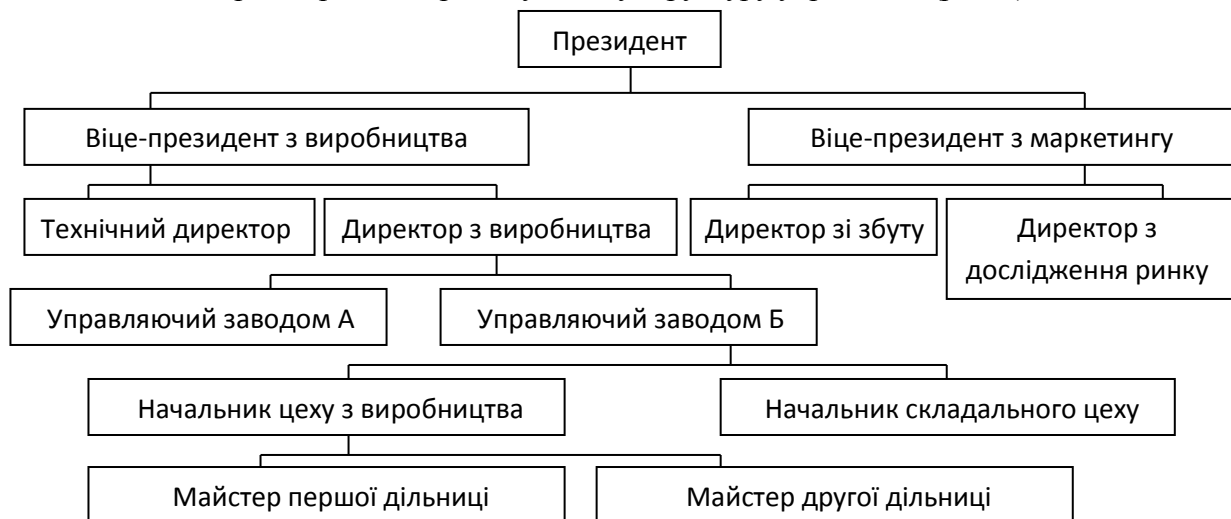 Президент
Віце-президент з виробництва
Віце-президент з маркетингу
Технічний директор
Директор з виробництва
Директор зі збуту
Директор з
дослідження ринку
Управляючий заводом А
Управляючий заводом Б
Начальник цеху з виробництва
Начальник складального цеху
Майстер першої дільниці
Майстер другої дільниці